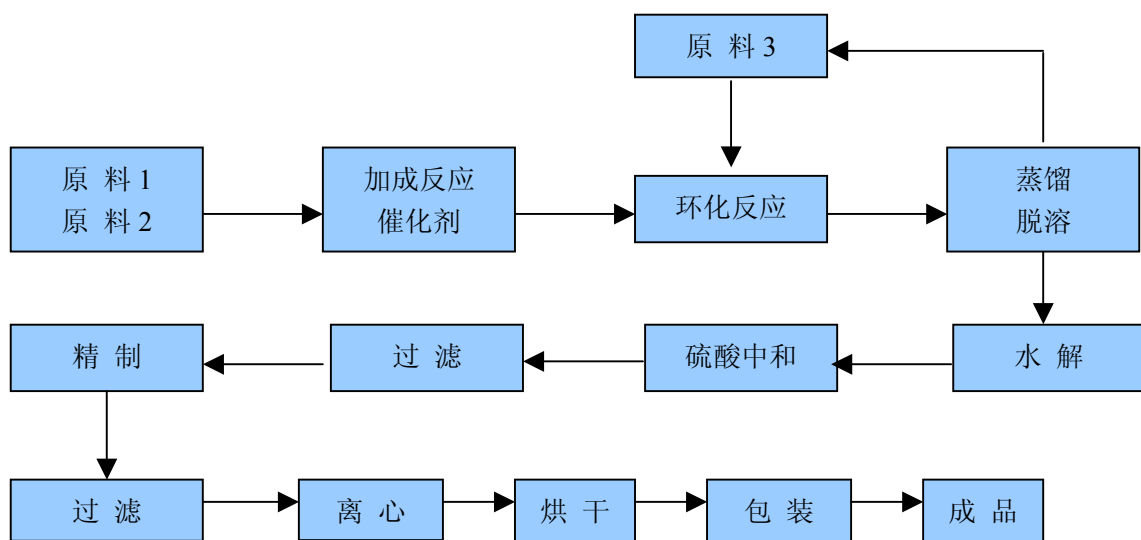 原 料 3
原 料 1
原 料 2
加成反应
催化剂
环化反应
蒸馏
脱溶
精 制
过 滤
硫酸中和
水 解
过 滤
离 心
烘 干
包 装
成 品